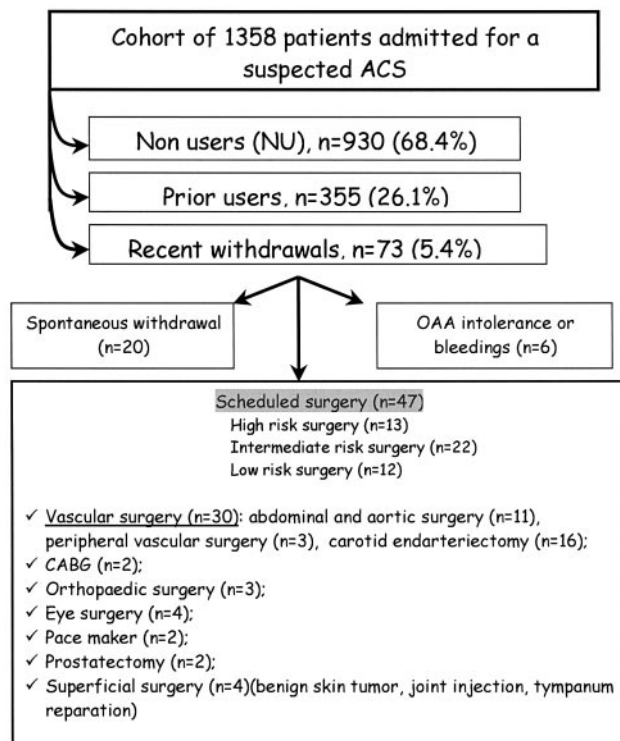 Cohort of 1358 patients admitted for a
suspected ACS
Non users (NU), n=930 (68.4%)
Prior users, n=355 (26.1%)
Recent withdrawals, n=73 (5.4%)
Spontaneous withdrawal
(n=20)
OAA intolerance or
bleedings (n=6)
Scheduled surgery (n=47)
High risk surgery (n=13)
Intermediate risk surgery (n=22)
Low risk surgery (n=12)
✓ Vascular surgery (n=30): abdominal and aortic surgery (n=11),
peripheral vascular surgery (n=3), carotid endarteriectomy (n=16);
✓ CABG (n=2);
✓ Orthopaedic surgery (n=3);
✓ Eye surgery (n=4);
✓ Pace maker (n=2);
✓ Prostatectomy (n=2);
✓ Superficial surgery (n=4)(benign skin tumor, joint injection, tympanum
reparation)